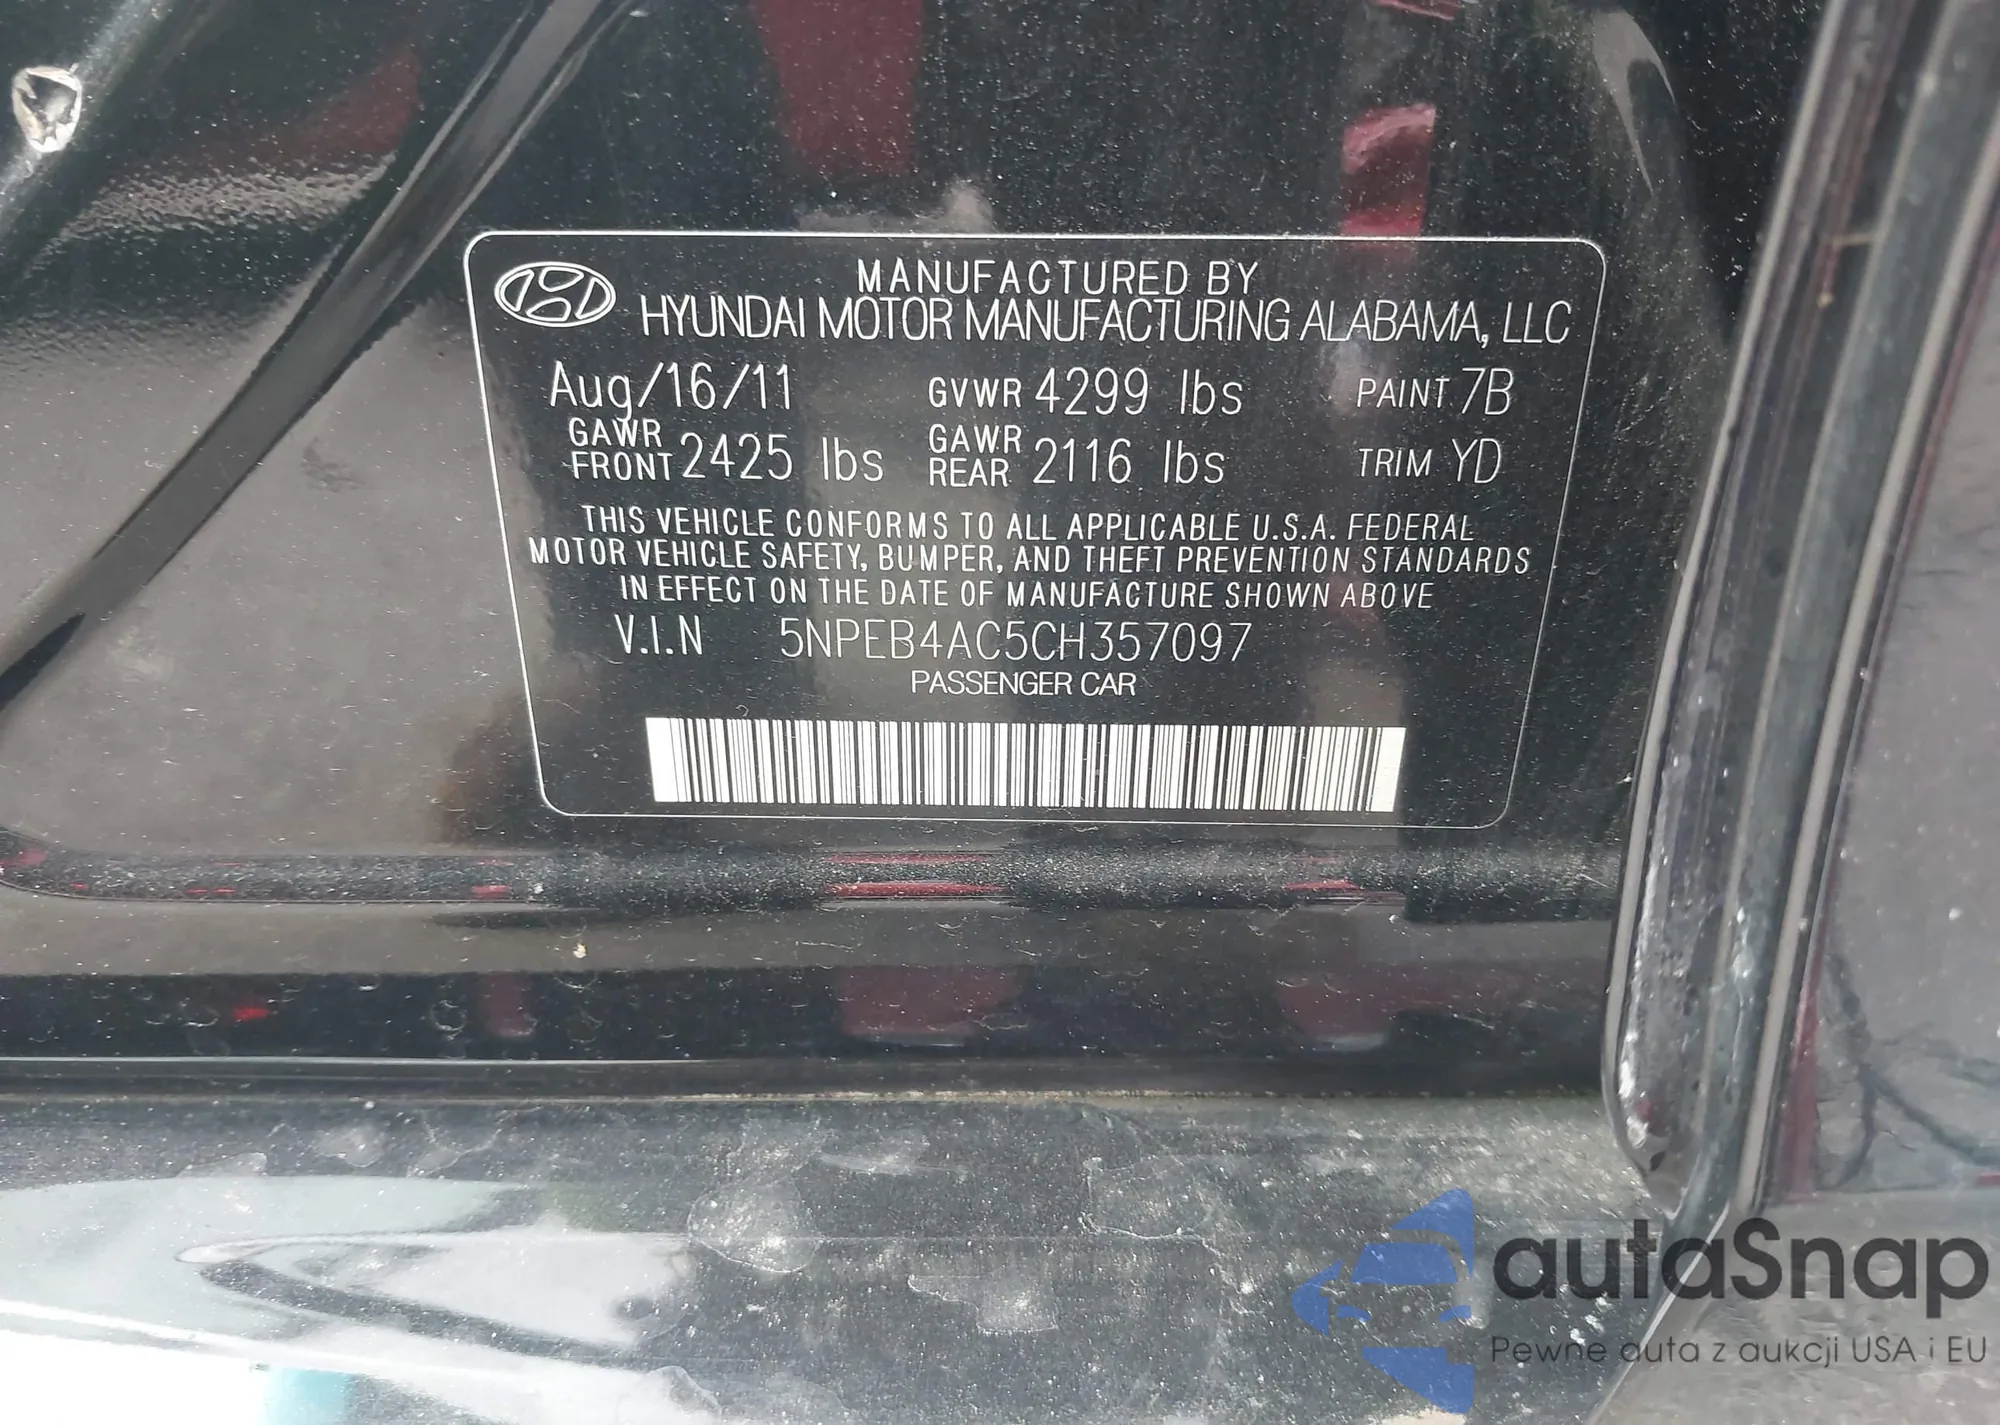 MANUFACTURED BY
HYUNDAI MOTOR MANUFACTURING ALABAMA, LLC
Aug/16/11 GVWR 4299 lbs PAINT 7B
GAWR FRONT 2425 lbs GAWR REAR 2116 lbs TRIM YD
THIS VEHICLE CONFORMS TO ALL APPLICABLE U.S.A. FEDERAL
MOTOR VEHICLE SAFETY, BUMPER, AND THEFT PREVENTION STANDARDS
IN EFFECT ON THE DATE OF MANUFACTURE SHOWN ABOVE
V.I.N 5NPEB4AC5CH357097
PASSENGER CAR
autaSnap
Pewne auta z aukcji USA i EU